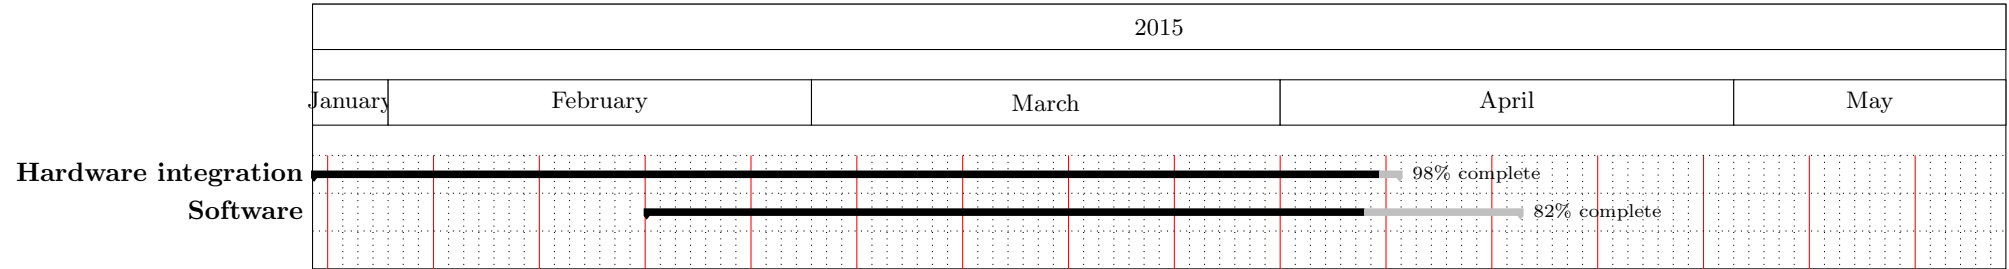 2015
January February March April May
Hardware integration 98% complete
Software 82% complete